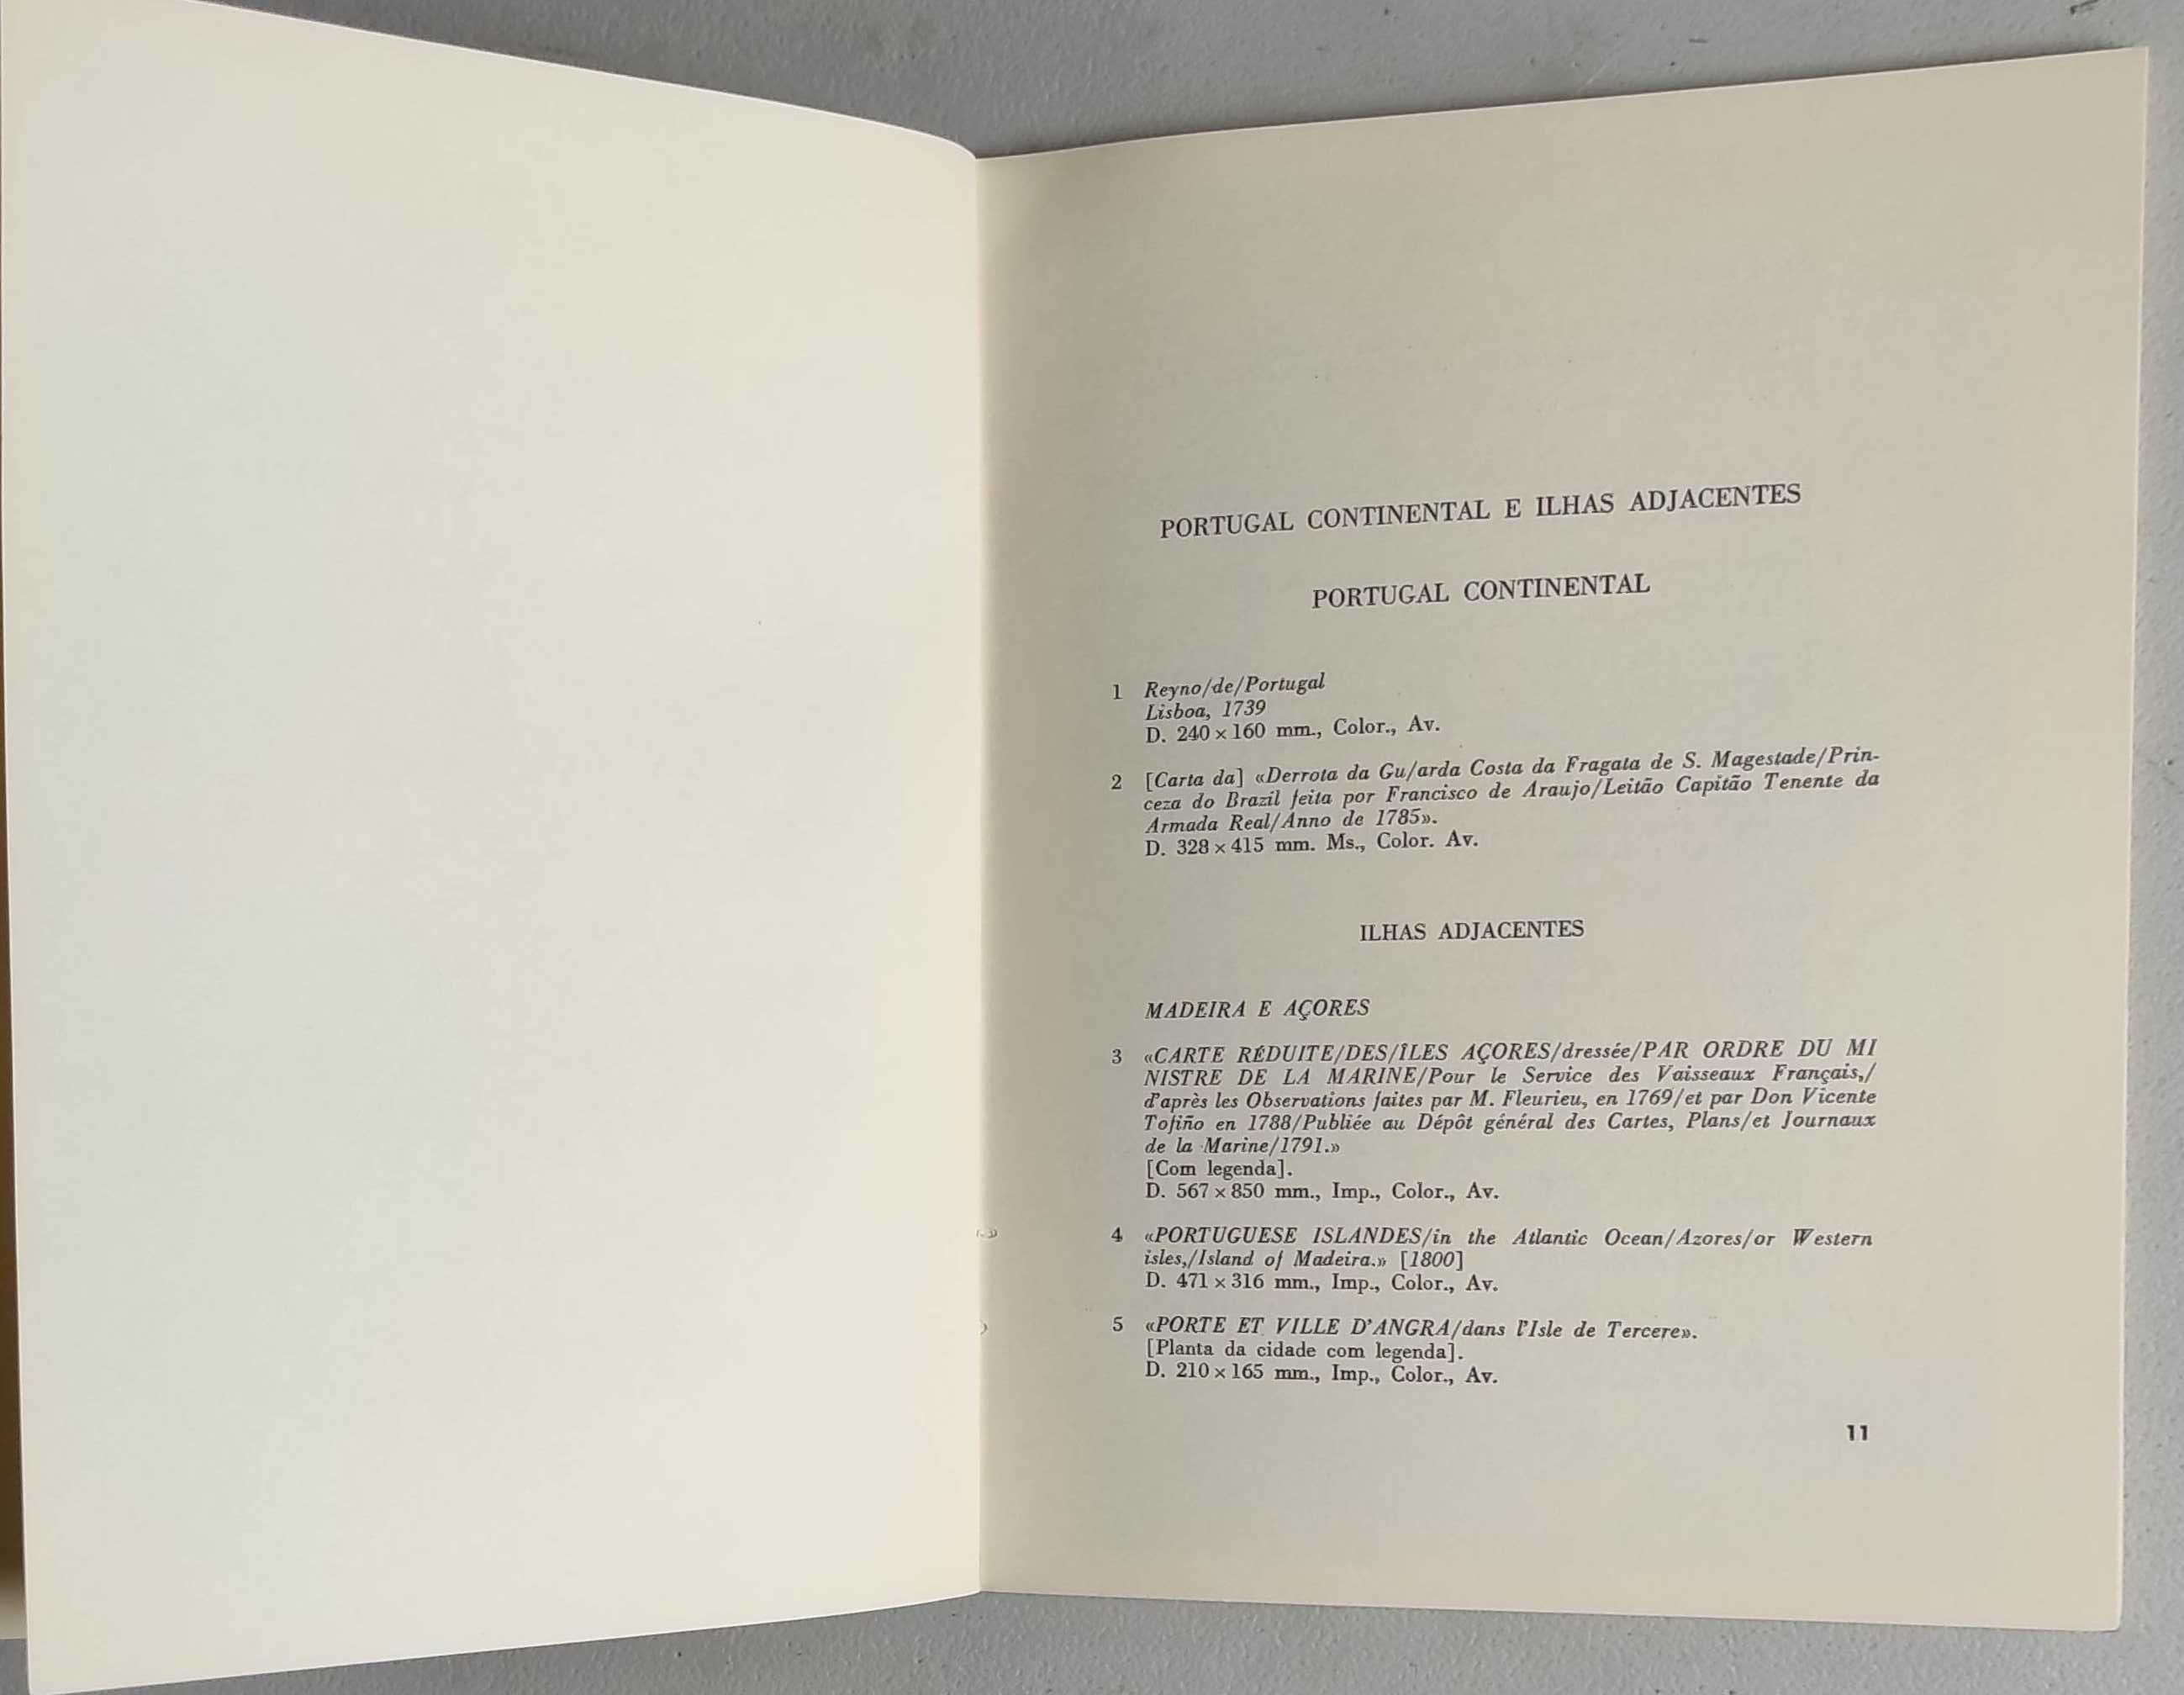 PORTUGAL CONTINENTAL E ILHAS ADJACENTES
PORTUGAL CONTINENTAL
1 Reyno/de/Portugal
Lisboa, 1739
D. 240 × 160 mm., Color., Av.
2 [Carta da] «Derrota da Gu/arda Costa da Fragata de S. Magestade/Prin-
ceza do Brazil feita por Francisco de Araujo/Leitão Capitão Tenente da
Armada Real/Anno de 1785».
D. 328 × 415 mm. Ms., Color. Av.
ILHAS ADJACENTES
MADEIRA E AÇORES
3 «CARTE RÉDUITE/DES/ÎLES AÇORES/dressée/PAR ORDRE DU MI
NISTRE DE LA MARINE/Pour le Service des Vaisseaux Français,/
d'après les Observations faites par M. Fleurieu, en 1769/et par Don Vicente
Tofiño en 1788/Publiée au Dépôt général des Cartes, Plans/et Journaux
de la Marine/1791.»
[Com legenda].
D. 567 × 850 mm., Imp., Color., Av.
4 «PORTUGUESE ISLANDES/in the Atlantic Ocean/Azores/or Western
isles,/Island of Madeira.» [1800]
D. 471 × 316 mm., Imp., Color., Av.
5 «PORTE ET VILLE D'ANGRA/dans l'Isle de Tercere».
[Planta da cidade com legenda].
D. 210 × 165 mm., Imp., Color., Av.
11